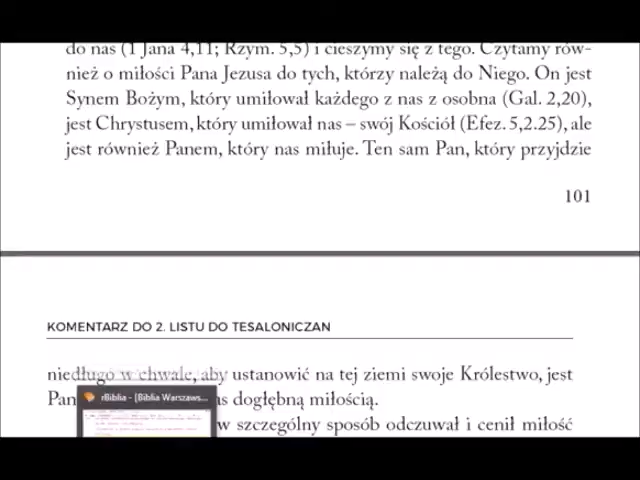 do nas (1 Jana 4,11; Rzym. 5,5) i cieszymy się z tego. Czytamy rów-
nież o miłości Pana Jezusa do tych, którzy należą do Niego. On jest
Synem Bożym, który umiłował każdego z nas z osobna (Gal. 2,20),
jest Chrystusem, który umiłował nas – swój Kościół (Efez. 5,2.25), ale
jest również Panem, który nas miłuje. Ten sam Pan, który przyjdzie
101
KOMENTARZ DO 2. LISTU DO TESALONICZAN
niedługo w chwale, aby ustanowić na tej ziemi swoje Królestwo, jest
dogłębną miłością.
rBiblia - [Biblia Warszaws...
w szczególny sposób odczuwał i cenił miłość